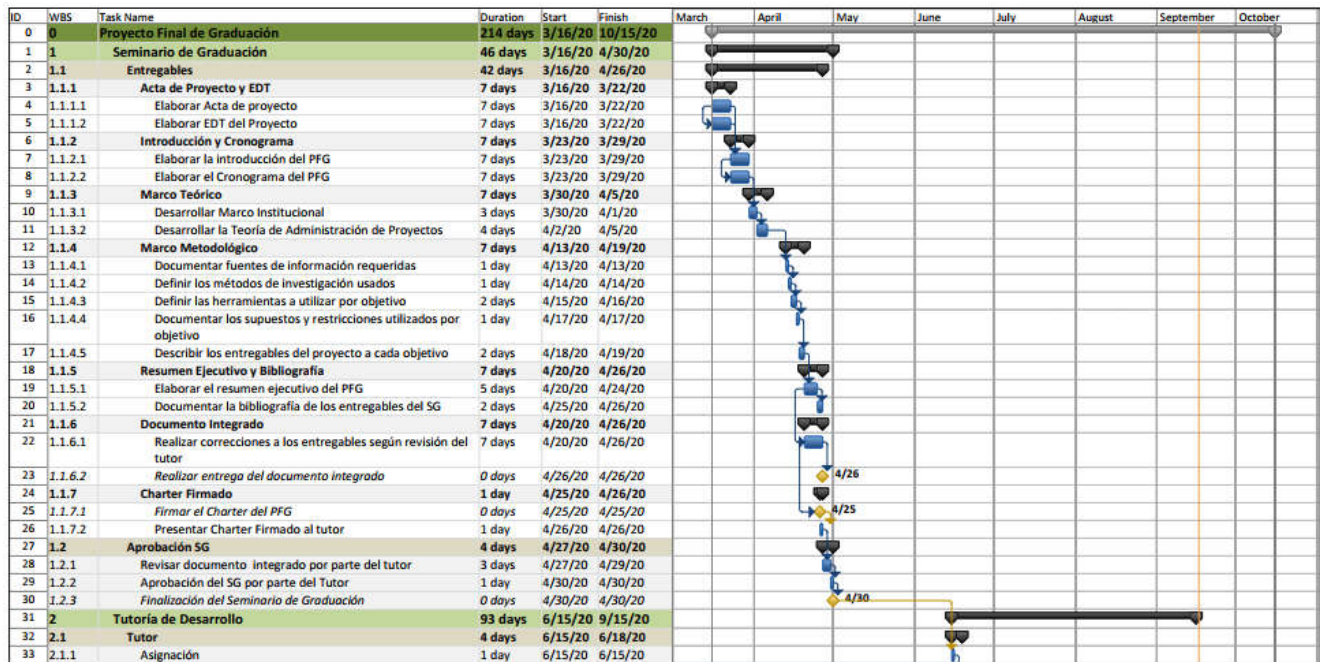 ID WBS Task Name Duration Start Finish March April May June July August September October
0 0 Proyecto Final de Graduación 214 days 3/16/20 10/15/20
1 1 Seminario de Graduación 46 days 3/16/20 4/30/20
2 1.1 Entregables 42 days 3/16/20 4/26/20
3 1.1.1 Acta de Proyecto y EDT 7 days 3/16/20 3/22/20
4 1.1.1.1 Elaborar Acta de proyecto 7 days 3/16/20 3/22/20
5 1.1.1.2 Elaborar EDT del Proyecto 7 days 3/16/20 3/22/20
6 1.1.2 Introducción y Cronograma 7 days 3/23/20 3/29/20
7 1.1.2.1 Elaborar la introducción del PFG 7 days 3/23/20 3/29/20
8 1.1.2.2 Elaborar el Cronograma del PFG 7 days 3/23/20 3/29/20
9 1.1.3 Marco Teórico 7 days 3/30/20 4/5/20
10 1.1.3.1 Desarrollar Marco Institucional 3 days 3/30/20 4/1/20
11 1.1.3.2 Desarrollar la Teoría de Administración de Proyectos 4 days 4/2/20 4/5/20
12 1.1.4 Marco Metodológico 7 days 4/13/20 4/19/20
13 1.1.4.1 Documentar fuentes de información requeridas 1 day 4/13/20 4/13/20
14 1.1.4.2 Definir los métodos de investigación usados 1 day 4/14/20 4/14/20
15 1.1.4.3 Definir las herramientas a utilizar por objetivo 2 days 4/15/20 4/16/20
16 1.1.4.4 Documentar los supuestos y restricciones utilizados por 1 day 4/17/20 4/17/20
objetivo
17 1.1.4.5 Describir los entregables del proyecto a cada objetivo 2 days 4/18/20 4/19/20
18 1.1.5 Resumen Ejecutivo y Bibliografía 7 days 4/20/20 4/26/20
19 1.1.5.1 Elaborar el resumen ejecutivo del PFG 5 days 4/20/20 4/24/20
20 1.1.5.2 Documentar la bibliografía de los entregables del SG 2 days 4/25/20 4/26/20
21 1.1.6 Documento Integrado 7 days 4/20/20 4/26/20
22 1.1.6.1 Realizar correcciones a los entregables según revisión del 7 days 4/20/20 4/26/20
tutor
23 1.1.6.2 Realizar entrega del documento integrado 0 days 4/26/20 4/26/20 4/26
24 1.1.7 Charter Firmado 1 day 4/25/20 4/26/20
25 1.1.7.1 Firmar el Charter del PFG 0 days 4/25/20 4/25/20 4/25
26 1.1.7.2 Presentar Charter Firmado al tutor 1 day 4/26/20 4/26/20
27 1.2 Aprobación SG 4 days 4/27/20 4/30/20
28 1.2.1 Revisar documento integrado por parte del tutor 3 days 4/27/20 4/29/20
29 1.2.2 Aprobación del SG por parte del Tutor 1 day 4/30/20 4/30/20
30 1.2.3 Finalización del Seminario de Graduación 0 days 4/30/20 4/30/20 4/30
31 2 Tutoría de Desarrollo 93 days 6/15/20 9/15/20
32 2.1 Tutor 4 days 6/15/20 6/18/20
33 2.1.1 Asignación 1 day 6/15/20 6/15/20